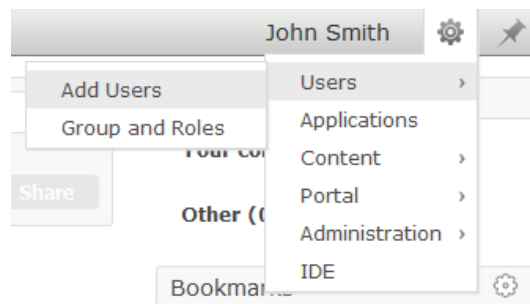 John Smith
Add Users
Group and Roles
Users
Applications
Content
Portal
Administration
IDE
Share
Other (
Bookmarks